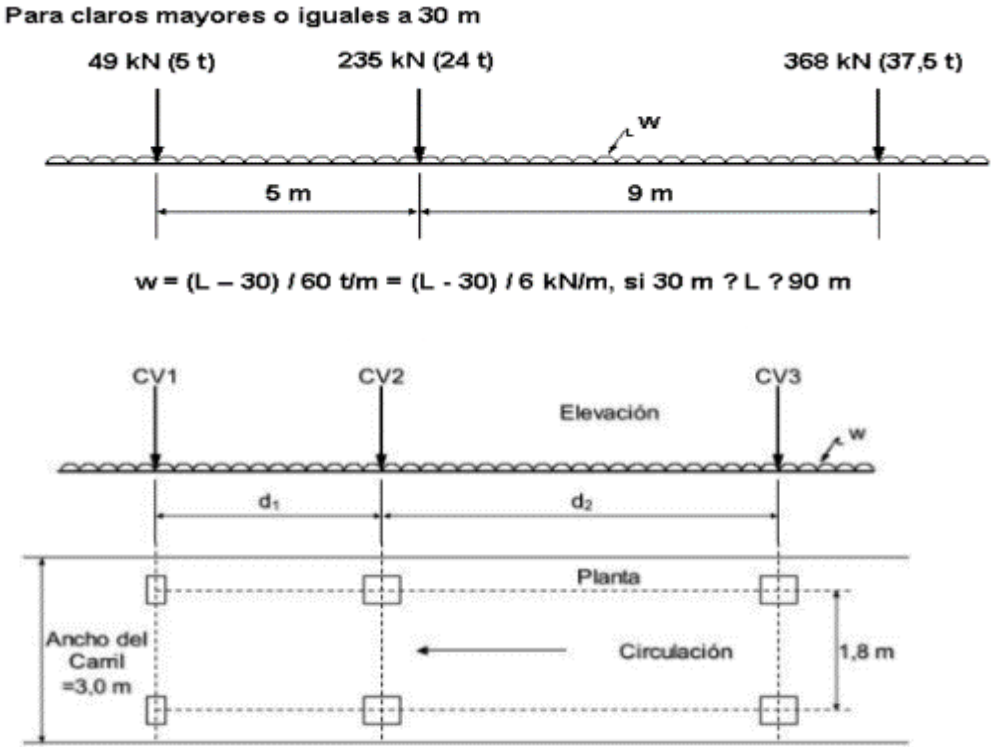 Para claros mayores o iguales a 30 m
49 kN (5 t) 235 kN (24 t) 368 kN (37,5 t)
w
5 m 9 m
w = (L – 30) / 60 t/m = (L - 30) / 6 kN/m, si 30 m ? L ? 90 m
CV1 CV2 CV3
Elevación
w
d₁ d₂
Planta
Ancho del
Carril
=3,0 m
Circulación
1,8 m